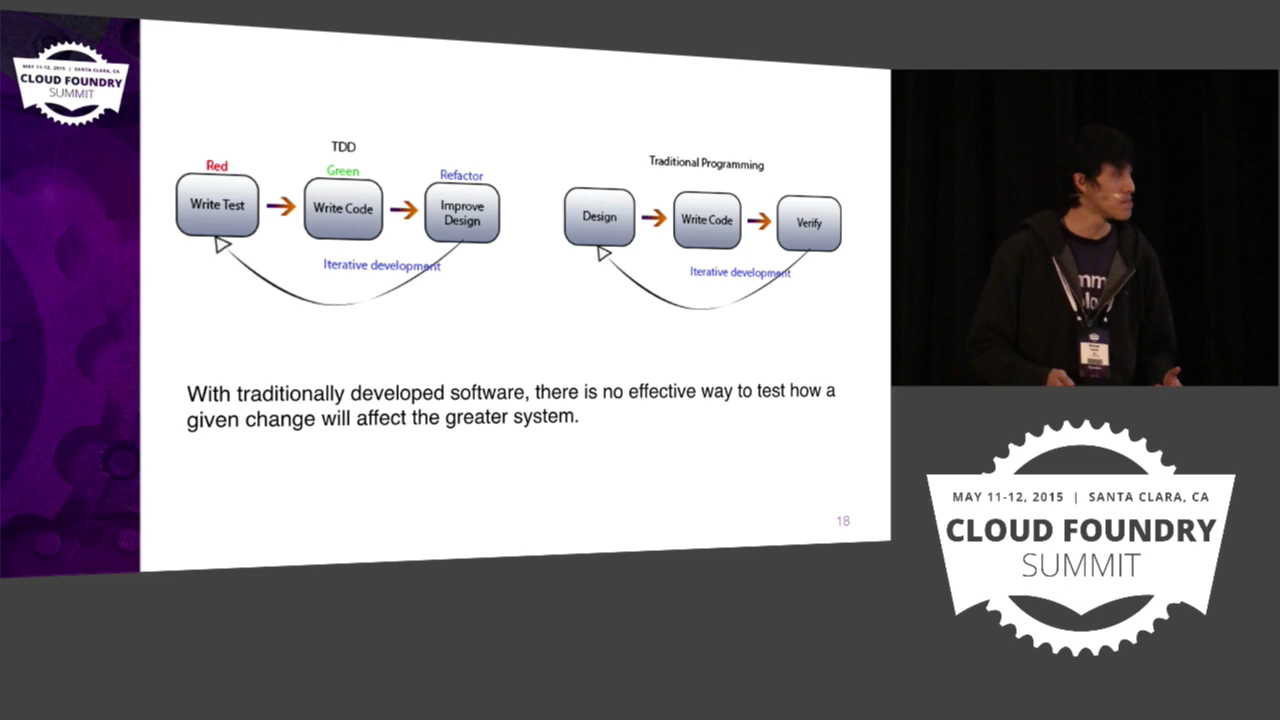 MAY 11-12, 2015 | SANTA CLARA, CA
CLOUD FOUNDRY
SUMMIT
TDD
Red
Green
Refactor
Write Test
Write Code
Improve
Design
Iterative development
Traditional Programming
Design
Write Code
Verify
Iterative development
With traditionally developed software, there is no effective way to test how a
given change will affect the greater system.
18
MAY 11-12, 2015 | SANTA CLARA, CA
CLOUD FOUNDRY
SUMMIT